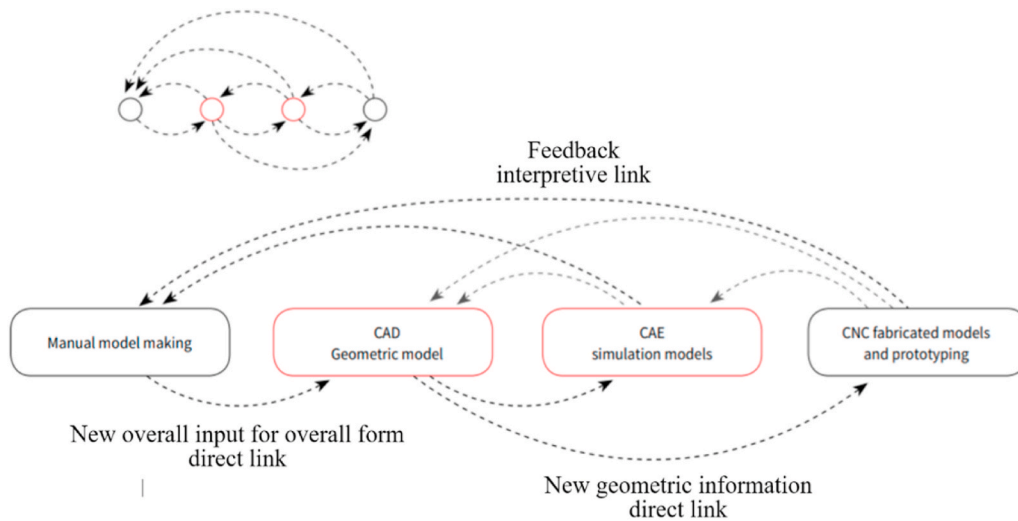 Feedback
interpretive link
Manual model making
CAD
Geometric model
CAE
simulation models
CNC fabricated models
and prototyping
New overall input for overall form
direct link
New geometric information
direct link